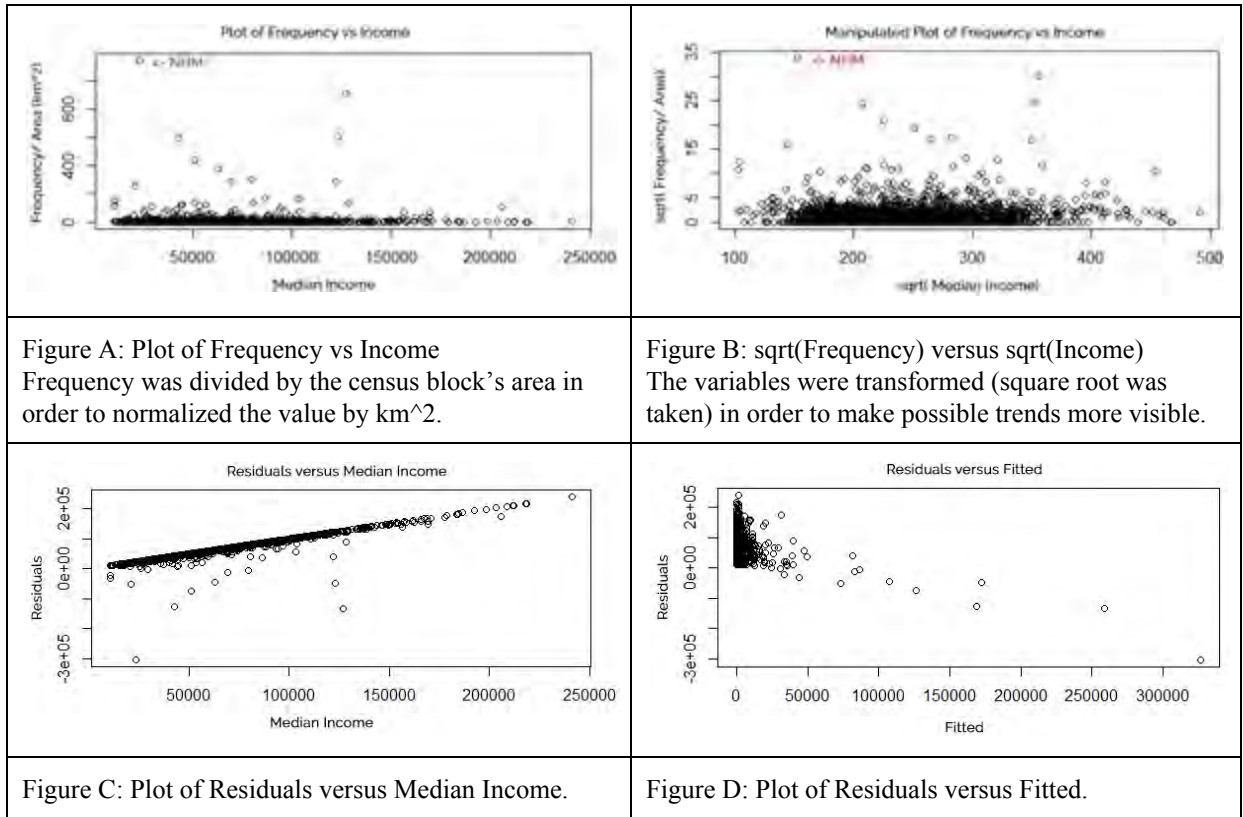 Plot of Frequency vs Income
Frequency/ Area (km^2)
600
400
200
0
<- NHM
50000 100000 150000 200000 250000
Median Income
Manipulated Plot of Frequency vs Income
sqrt( Frequency/ Area)
35
25
15
5
0
<- NHM
100 200 300 400 500
sqrt( Median Income)
Figure A: Plot of Frequency vs Income
Frequency was divided by the census block’s area in
order to normalized the value by km^2.
Figure B: sqrt(Frequency) versus sqrt(Income)
The variables were transformed (square root was
taken) in order to make possible trends more visible.
Residuals versus Median Income
Residuals
2e+05
0e+00
-3e+05
50000 100000 150000 200000 250000
Median Income
Residuals versus Fitted
Residuals
2e+05
0e+00
-3e+05
0 50000 100000 150000 200000 250000 300000
Fitted
Figure C: Plot of Residuals versus Median Income.
Figure D: Plot of Residuals versus Fitted.